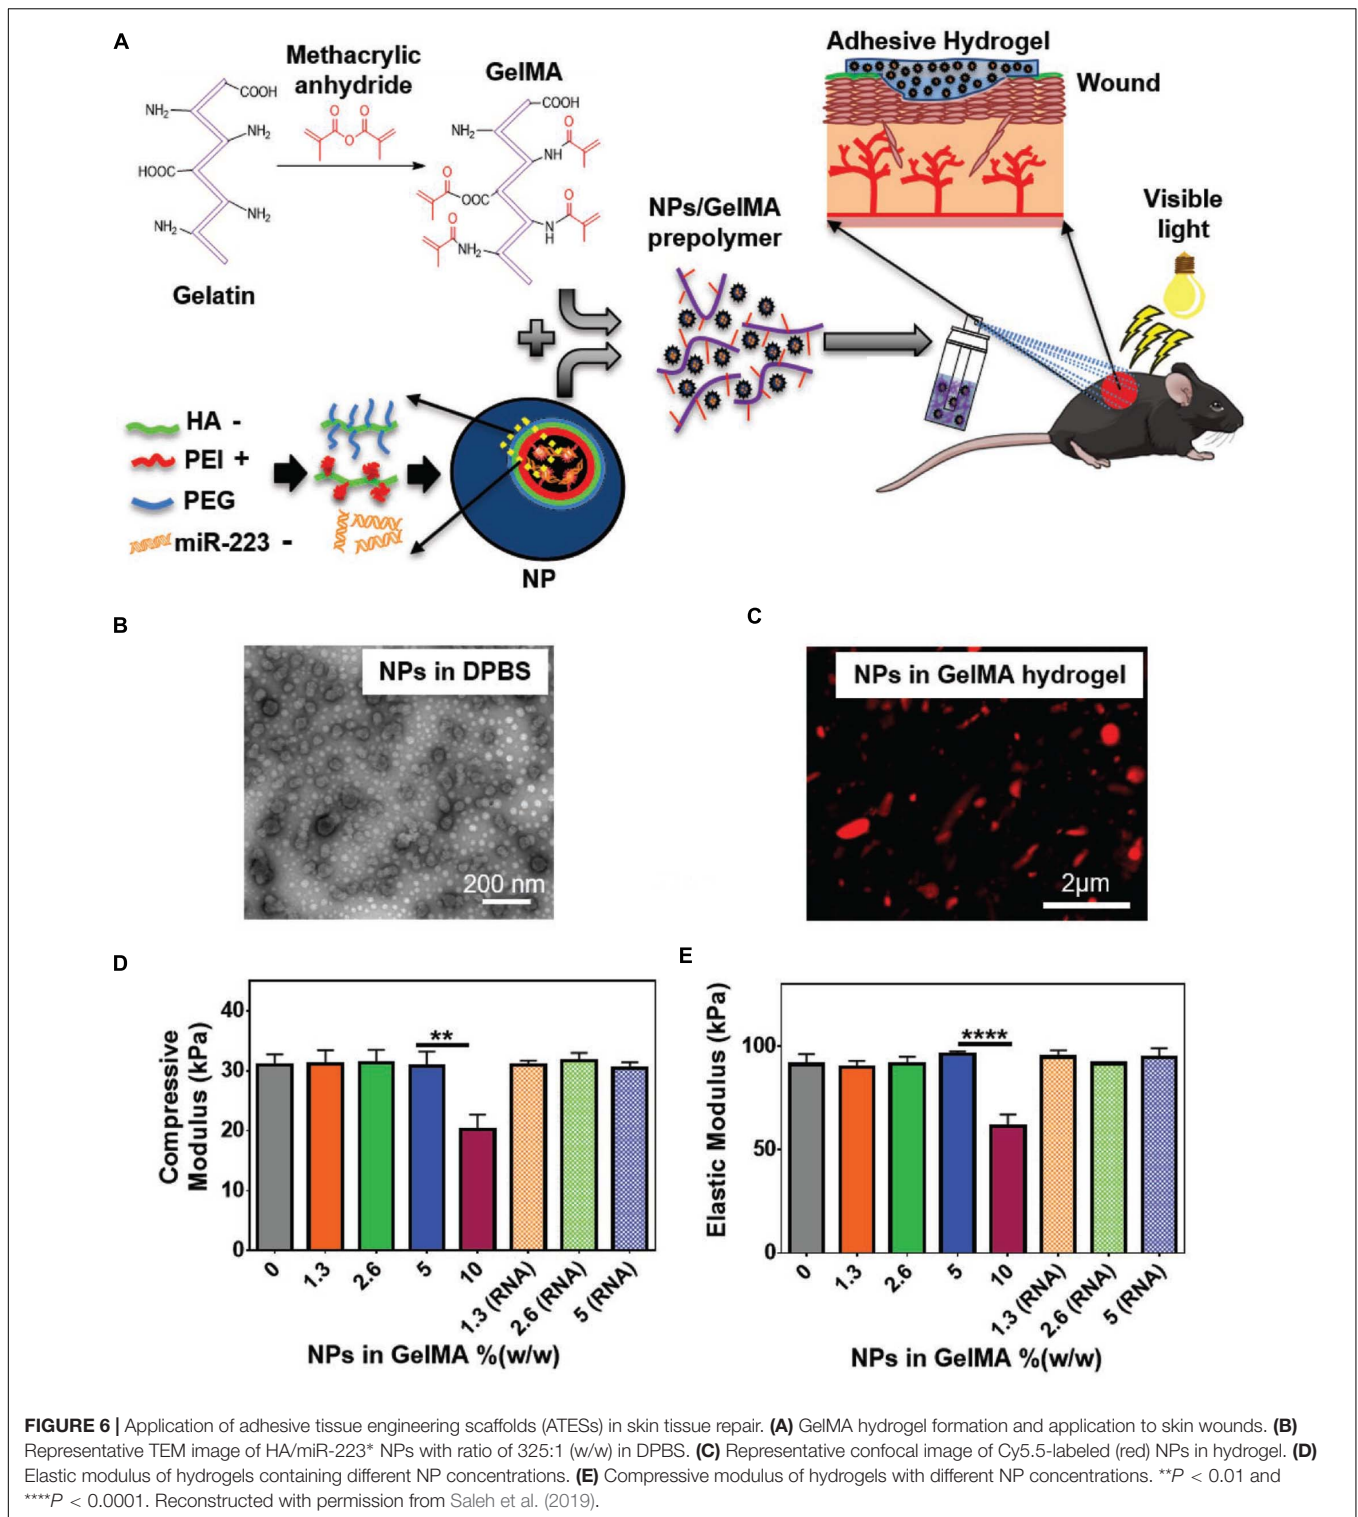 A
Methacrylic
anhydride
GelMA
Adhesive Hydrogel
Wound
COOH
NH₂
NH₂
HOOC
NH₂
NH₂
Gelatin
O
O
O
COOH
NH₂
O
NH
O
OOC
O
N
H
O
NH₂
NPs/GelMA
prepolymer
Visible
light
HA -
PEI +
PEG
miR-223 -
NP
B
NPs in DPBS
200 nm
C
NPs in GelMA hydrogel
2µm
D
Compressive
Modulus (kPa)
40
30
20
10
0
**
0
1.3
2.6
5
10
1.3 (RNA)
2.6 (RNA)
5 (RNA)
NPs in GelMA %(w/w)
E
Elastic Modulus (kPa)
100
50
0
****
0
1.3
2.6
5
10
1.3 (RNA)
2.6 (RNA)
5 (RNA)
NPs in GelMA %(w/w)
FIGURE 6 | Application of adhesive tissue engineering scaffolds (ATESs) in skin tissue repair. (A) GelMA hydrogel formation and application to skin wounds. (B)
Representative TEM image of HA/miR-223* NPs with ratio of 325:1 (w/w) in DPBS. (C) Representative confocal image of Cy5.5-labeled (red) NPs in hydrogel. (D)
Elastic modulus of hydrogels containing different NP concentrations. (E) Compressive modulus of hydrogels with different NP concentrations. **P < 0.01 and
****P < 0.0001. Reconstructed with permission from Saleh et al. (2019).